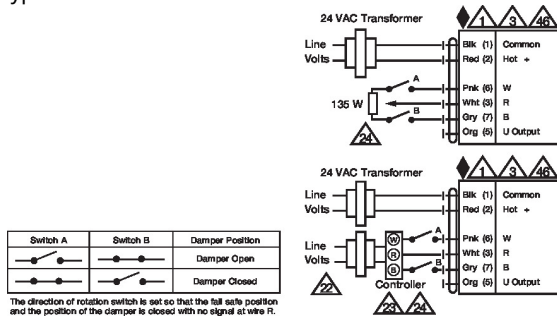 24 VAC Transformer
1 3 46
Line Volts
Blk (1) Common
Red (2) Hot +
A
Pnk (6) W
135 W
Wht (3) R
B
Gry (7) B
Org (5) U Output
24
24 VAC Transformer
1 3 46
Line Volts
Blk (1) Common
Red (2) Hot +
A
W
Pnk (6) W
Line Volts
R
Wht (3) R
B
B
Gry (7) B
Org (5) U Output
22
Controller
23 24
Switch A Switch B Damper Position
Damper Open
Damper Closed
The direction of rotation switch is set so that the fail safe position
and the position of the damper is closed with no signal at wire R.